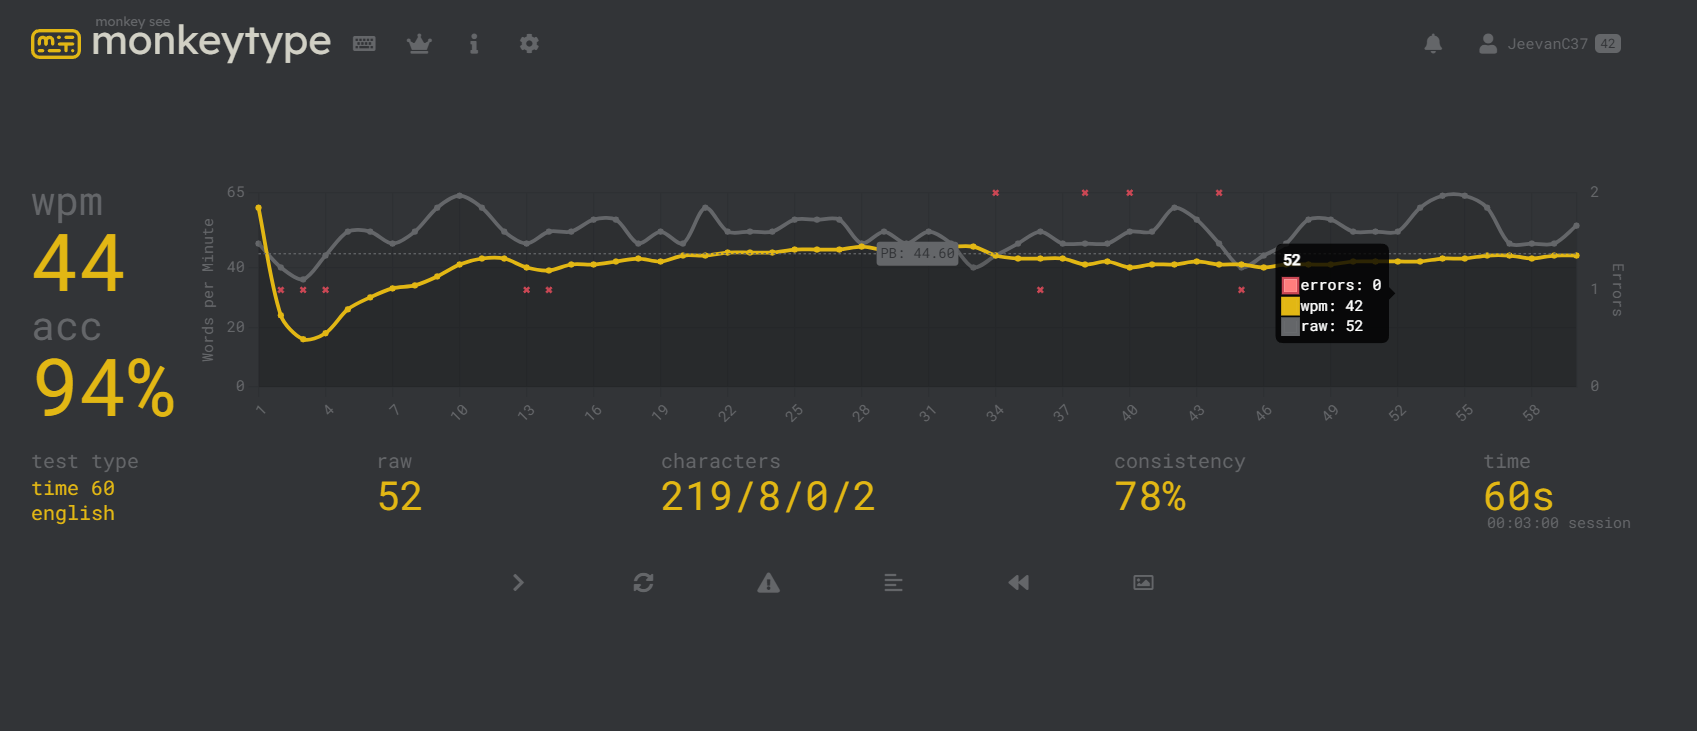 monkey see
monkeytype
JeevanC37 42
wpm
44
acc
94%
Words per Minute
65
40
20
0
PB: 44.60
52
errors: 0
wpm: 42
raw: 52
2
1
0
Errors
1 4 7 10 13 16 19 22 25 28 31 34 37 40 43 46 49 52 55 58
test type
time 60
english
raw
52
characters
219/8/0/2
consistency
78%
time
60s
00:03:00 session